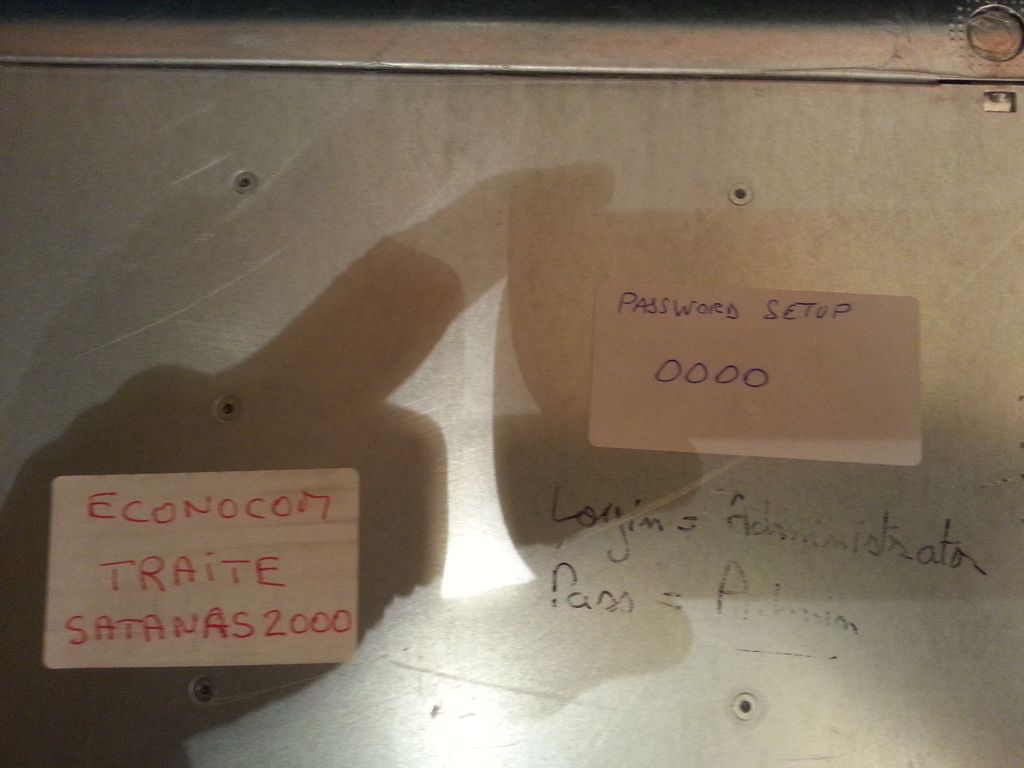 PASSWORD SETUP
0000
ECONOCOM
TRAiTE
SATANAS2000
Login = Administrator
Pass = Admin